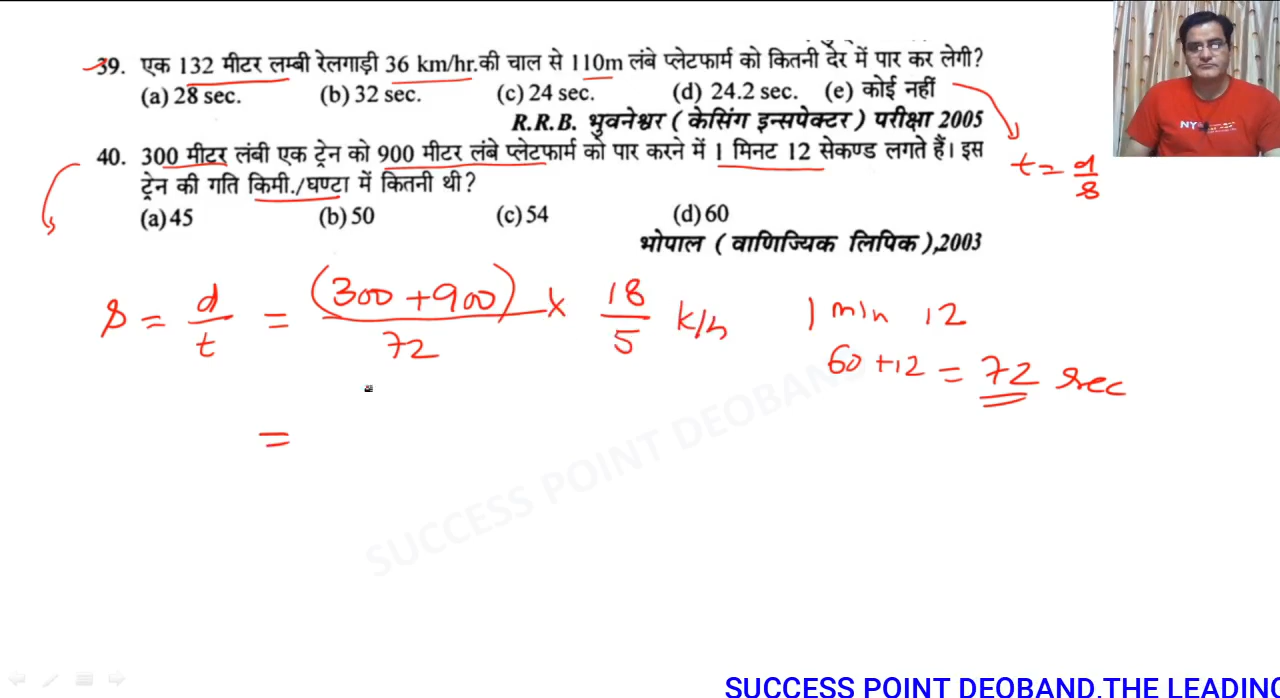 39. एक 132 मीटर लम्बी रेलगाड़ी 36 km/hr.की चाल से 110m लंबे प्लेटफार्म को कितनी देर में पार कर लेगी?
(a) 28 sec. (b) 32 sec. (c) 24 sec. (d) 24.2 sec. (e) कोई नहीं
R.R.B. भुवनेश्वर ( केसिंग इन्सपेक्टर ) परीक्षा 2005
40. 300 मीटर लंबी एक ट्रेन को 900 मीटर लंबे प्लेटफार्म को पार करने में 1 मिनट 12 सेकण्ड लगते हैं। इस
ट्रेन की गति किमी./घण्टा में कितनी थी?
t = d/s
(a) 45 (b) 50 (c) 54 (d) 60
भोपाल ( वाणिज्यिक लिपिक ),2003
s = d/t = (300+900)/72 × 18/5 k/h
1 min 12
60+12 = 72 sec
=
SUCCESS POINT DEOBAND
NY
SUCCESS POINT DEOBAND,THE LEADING